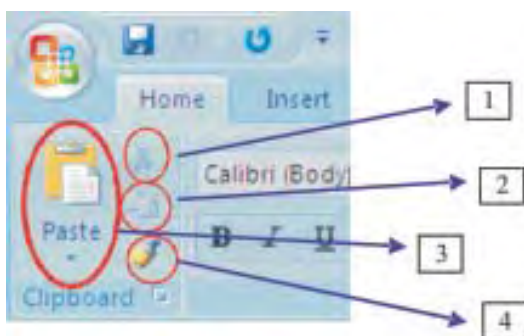 Home Insert
1
Calibri (Body)
2
Paste
B I U
3
Clipboard
4